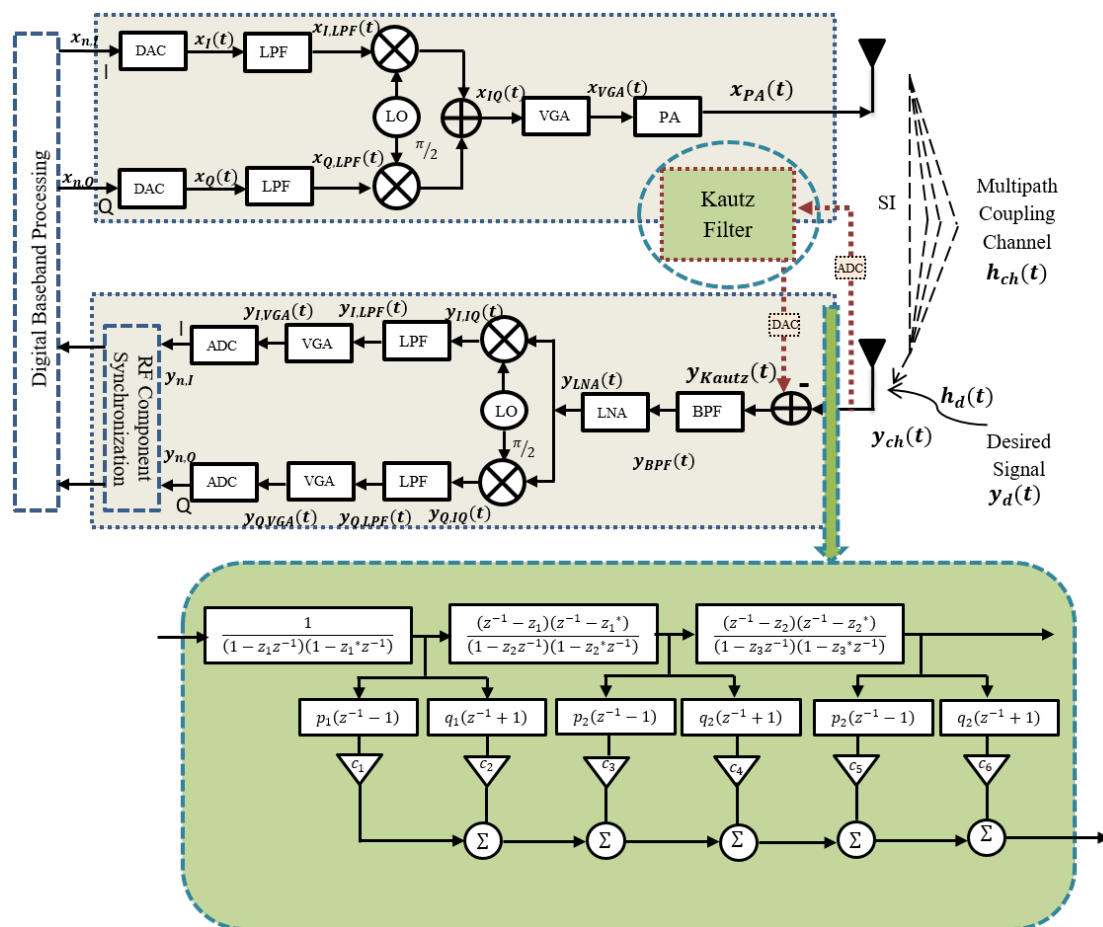 Digital Baseband Processing
x_{n,I}
I
DAC
x_I(t)
LPF
x_{I,LPF}(t)
LO
π/2
x_{IQ}(t)
VGA
x_{VGA}(t)
PA
x_{PA}(t)
x_{n,Q}
Q
DAC
x_Q(t)
LPF
x_{Q,LPF}(t)
Kautz
Filter
SI
Multipath
Coupling
Channel
h_{ch}(t)
ADC
DAC
RF Component
Synchronization
y_{I,VGA}(t)
y_{I,LPF}(t)
y_{I,IQ}(t)
I
y_{n,I}
ADC
VGA
LPF
LO
π/2
y_{LNA}(t)
LNA
BPF
y_{Kautz}(t)
-
y_{BPF}(t)
h_d(t)
y_{ch}(t)
Desired
Signal
y_d(t)
y_{n,Q}
Q
ADC
VGA
LPF
y_{Q,VGA}(t)
y_{Q,LPF}(t)
y_{Q,IQ}(t)
1
(1 − z_1z^{-1})(1 − z_1^*z^{-1})
(z^{-1} − z_1)(z^{-1} − z_1^*)
(1 − z_2z^{-1})(1 − z_2^*z^{-1})
(z^{-1} − z_2)(z^{-1} − z_2^*)
(1 − z_3z^{-1})(1 − z_3^*z^{-1})
p_1(z^{-1} − 1)
q_1(z^{-1} + 1)
p_2(z^{-1} − 1)
q_2(z^{-1} + 1)
p_2(z^{-1} − 1)
q_2(z^{-1} + 1)
c_1
c_2
c_3
c_4
c_5
c_6
Σ
Σ
Σ
Σ
Σ